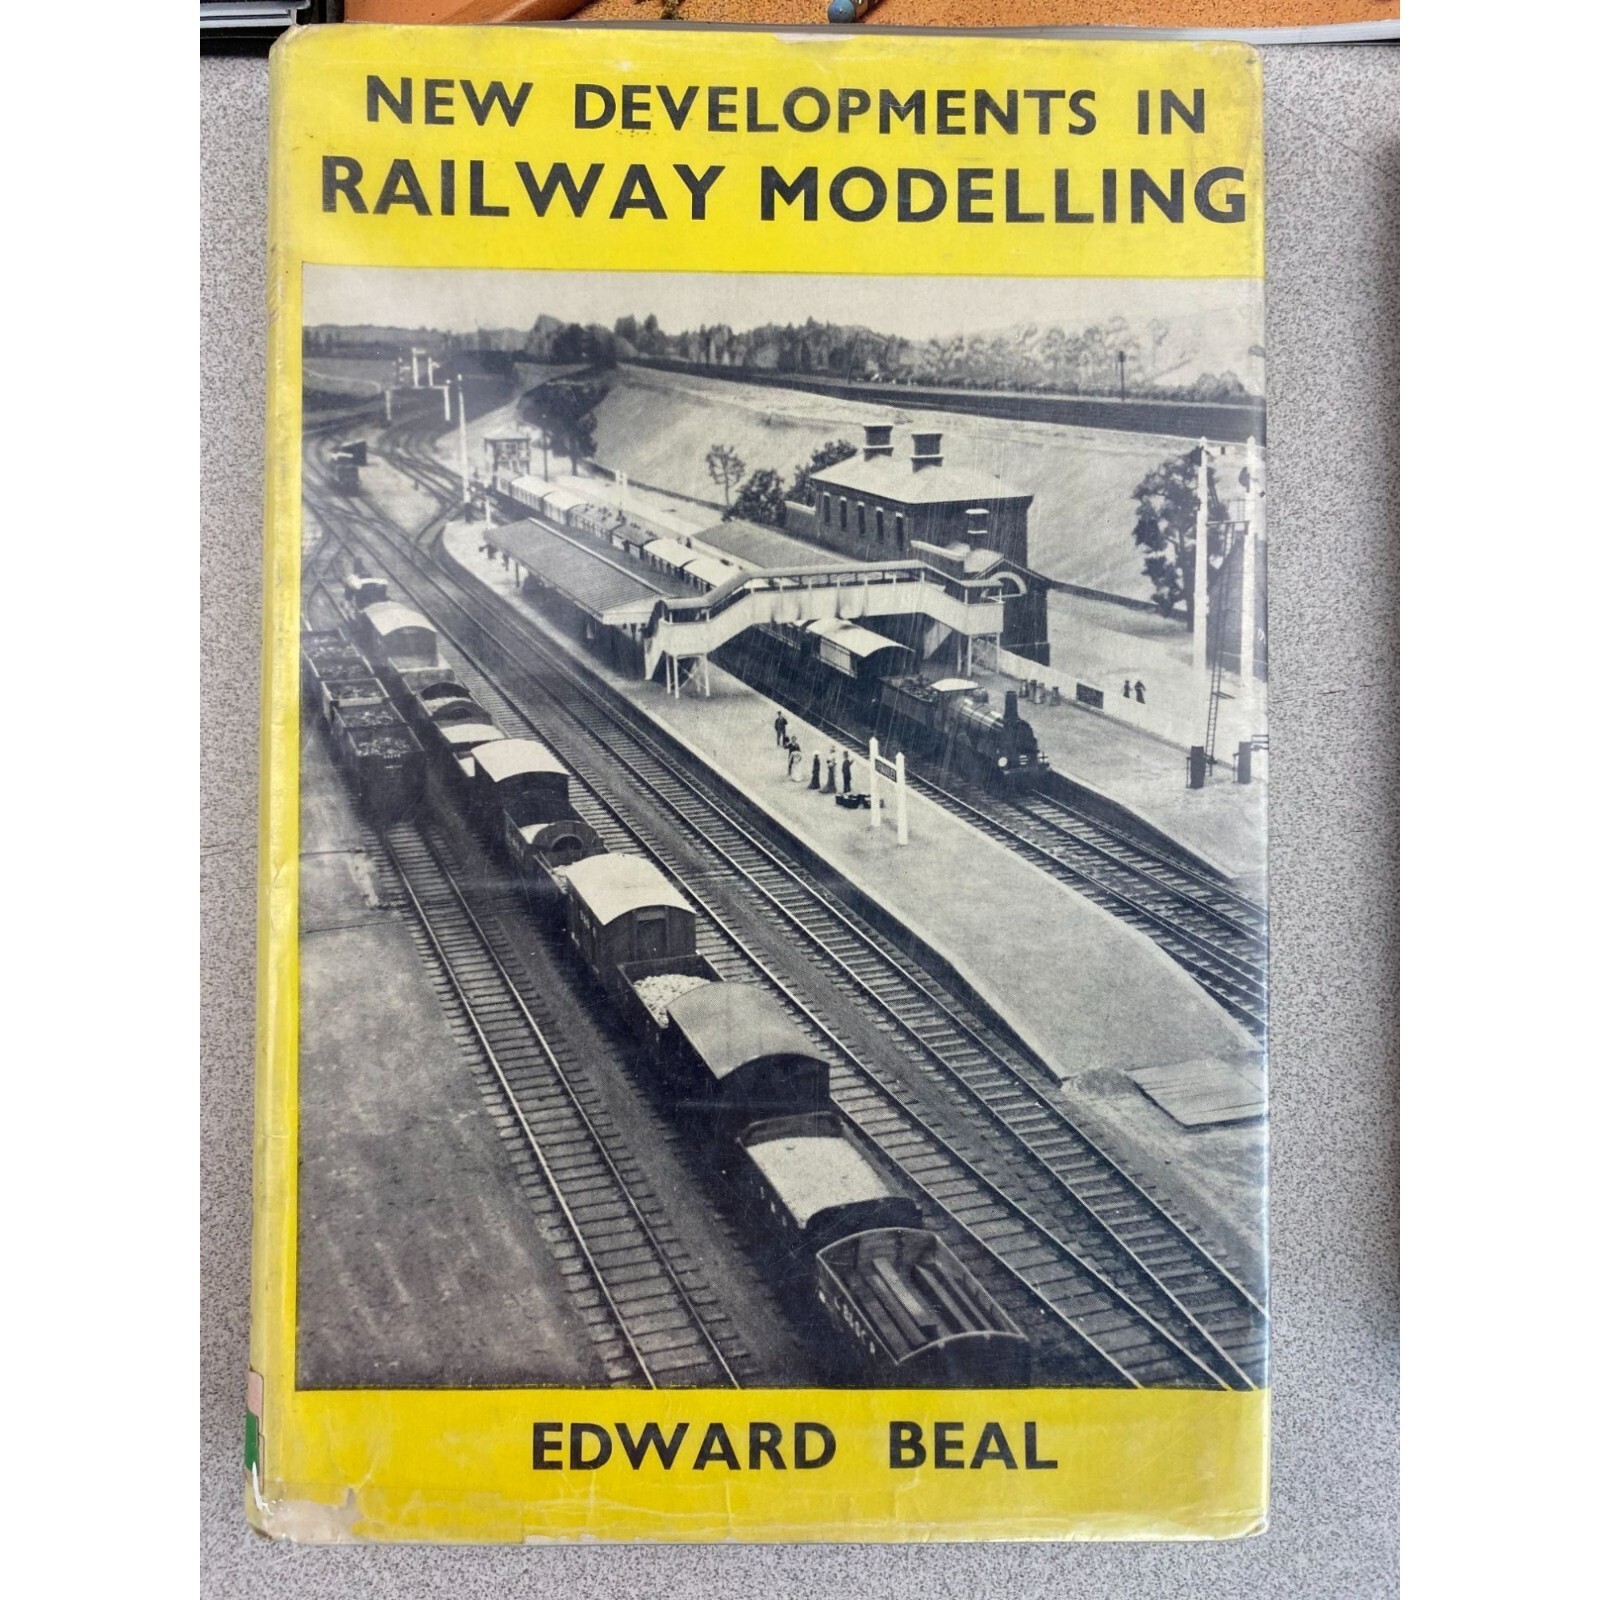 NEW DEVELOPMENTS IN
RAILWAY MODELLING
EDWARD BEAL